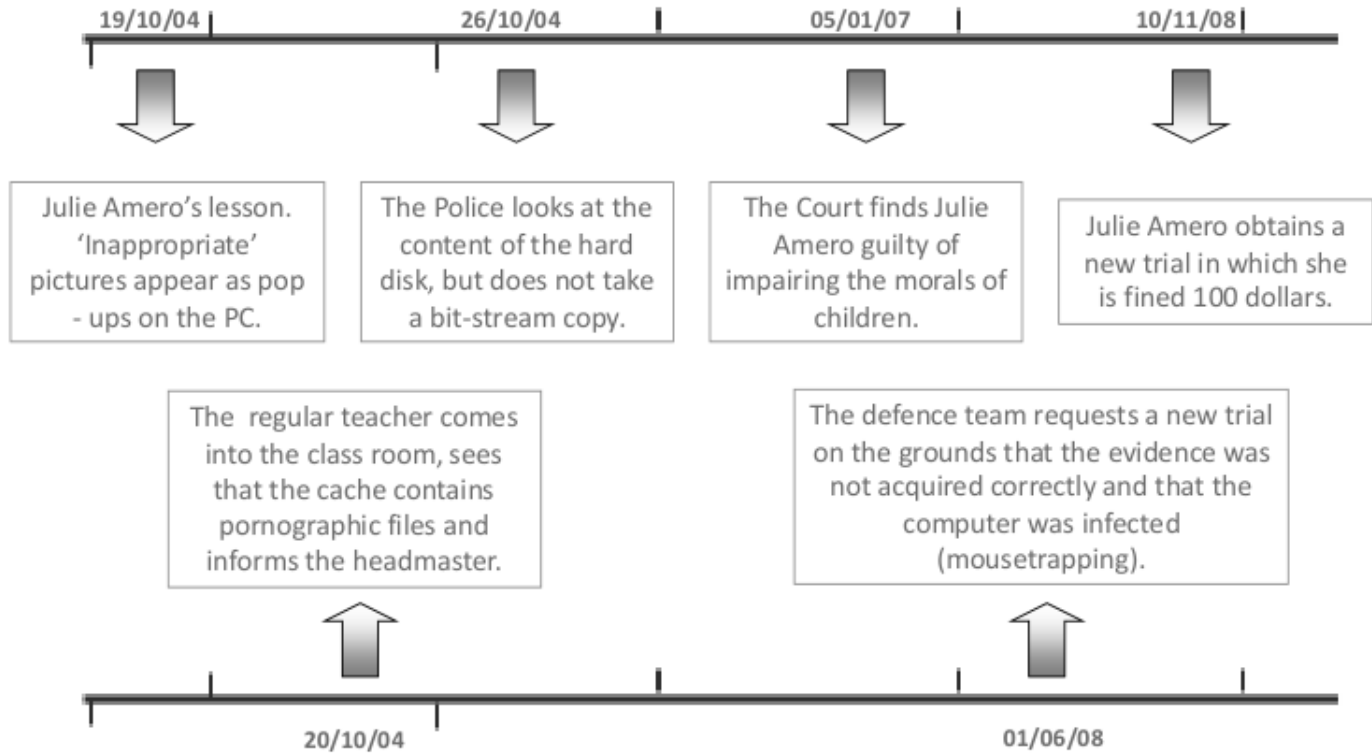 19/10/04
26/10/04
05/01/07
10/11/08
Julie Amero’s lesson.
‘Inappropriate’
pictures appear as pop
- ups on the PC.
The Police looks at the
content of the hard
disk, but does not take
a bit-stream copy.
The Court finds Julie
Amero guilty of
impairing the morals of
children.
Julie Amero obtains a
new trial in which she
is fined 100 dollars.
The regular teacher comes
into the class room, sees
that the cache contains
pornographic files and
informs the headmaster.
The defence team requests a new trial
on the grounds that the evidence was
not acquired correctly and that the
computer was infected
(mousetrapping).
20/10/04
01/06/08